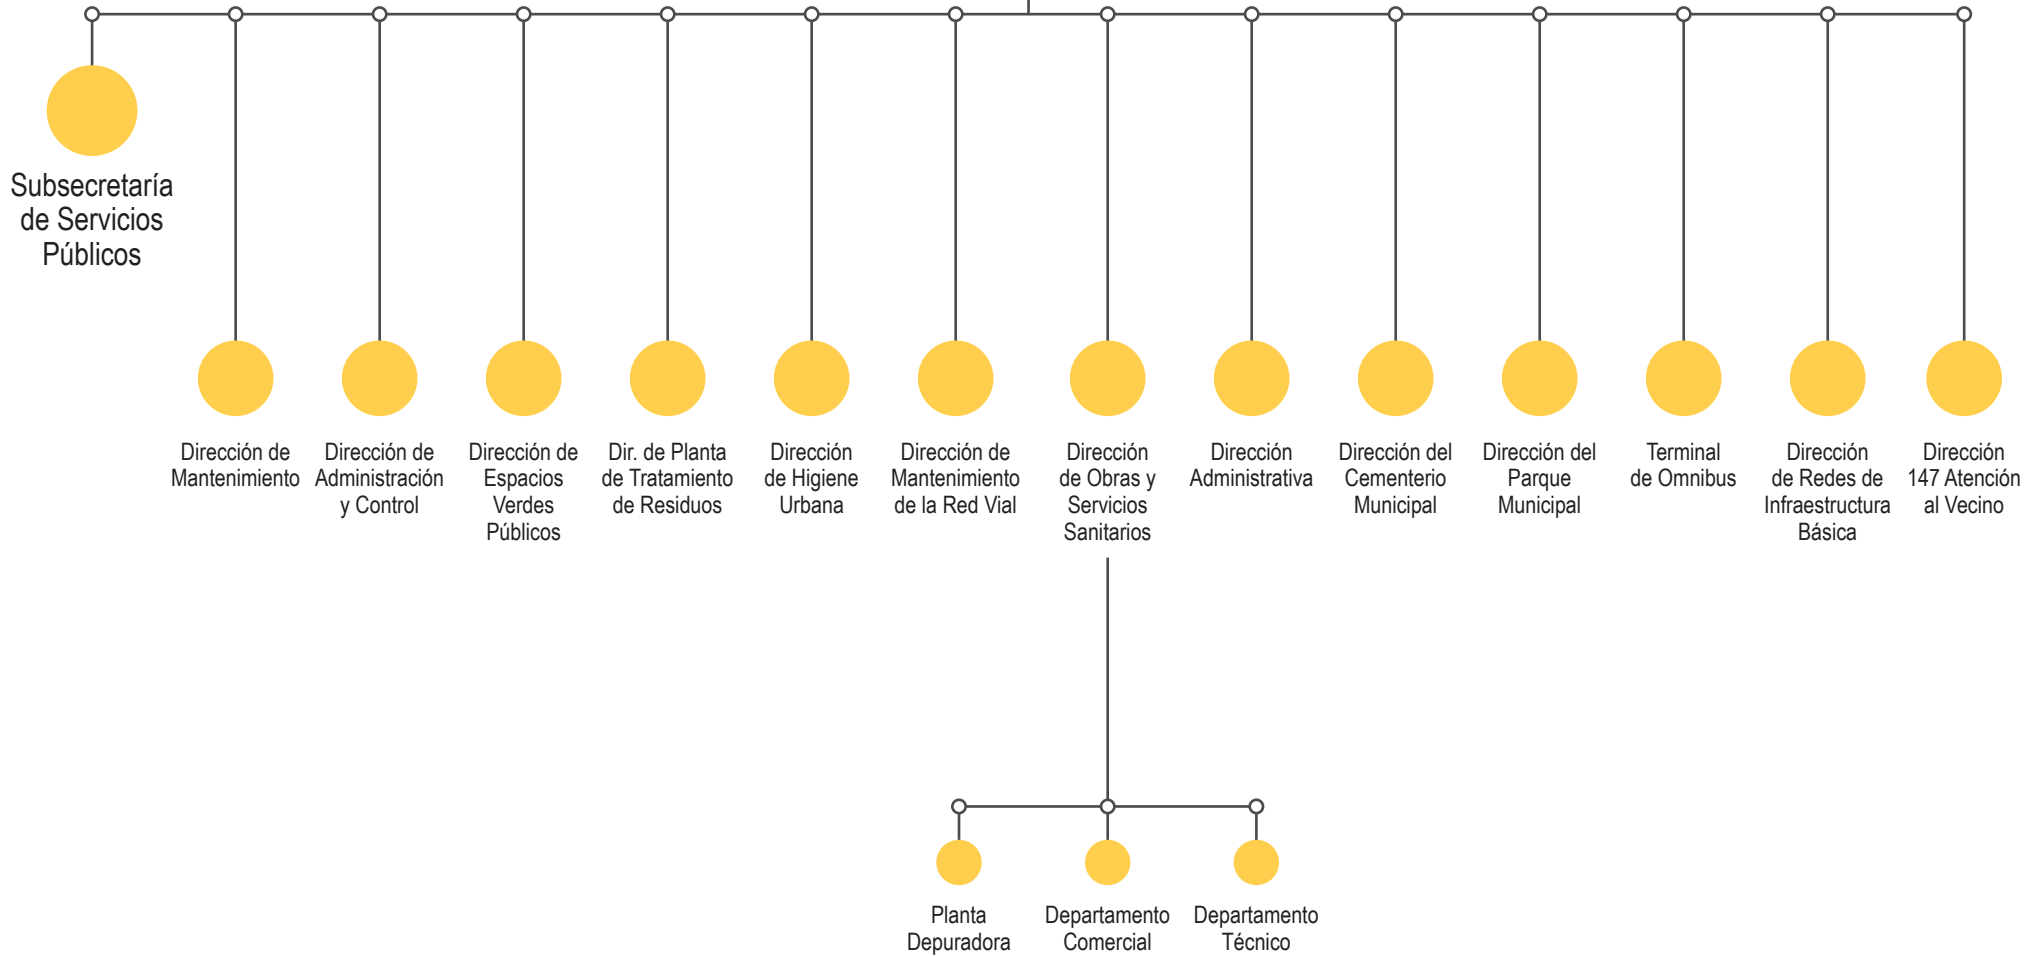 Subsecretaría
de Servicios
Públicos
Dirección de
Mantenimiento
Dirección de
Administración
y Control
Dirección de
Espacios
Verdes
Públicos
Dir. de Planta
de Tratamiento
de Residuos
Dirección
de Higiene
Urbana
Dirección de
Mantenimiento
de la Red Vial
Dirección
de Obras y
Servicios
Sanitarios
Dirección
Administrativa
Dirección del
Cementerio
Municipal
Dirección del
Parque
Municipal
Terminal
de Omnibus
Dirección
de Redes de
Infraestructura
Básica
Dirección
147 Atención
al Vecino
Planta
Depuradora
Departamento
Comercial
Departamento
Técnico